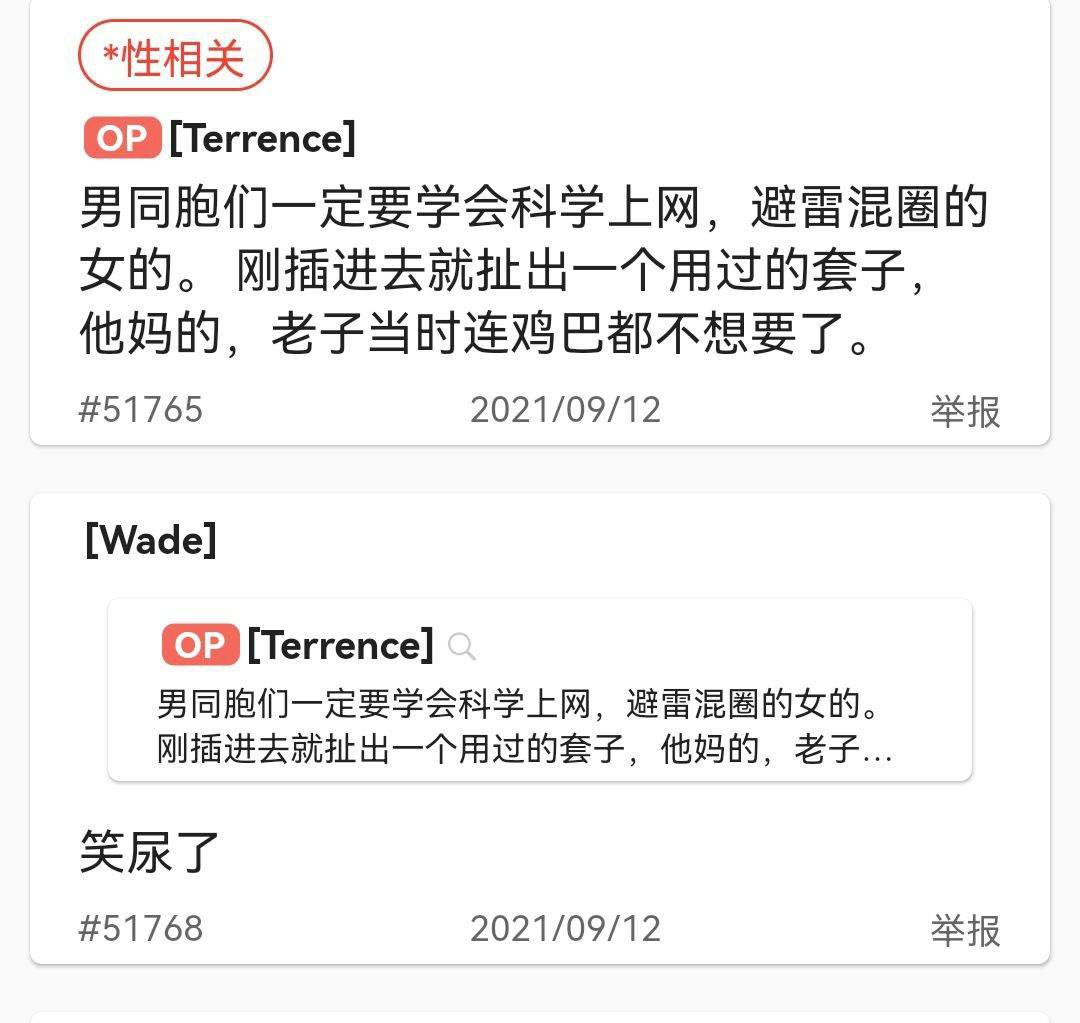 *性相关
OP [Terrence]
男同胞们一定要学会科学上网，避雷混圈的
女的。 刚插进去就扯出一个用过的套子，
他妈的，老子当时连鸡巴都不想要了。
#51765 2021/09/12 举报
[Wade]
OP [Terrence]
男同胞们一定要学会科学上网，避雷混圈的女的。
刚插进去就扯出一个用过的套子，他妈的，老子...
笑尿了
#51768 2021/09/12 举报